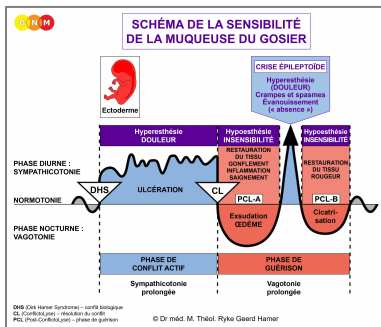 GNM
SCHÉMA DE LA SENSIBILITÉ
DE LA MUQUEUSE DU GOSIER
Ectoderme
CRISE ÉPILEPTOÏDE
Hyperesthésie
(DOULEUR)
Crampes et spasmes
Évanouissement
(« absence »)
Hyperesthésie
DOULEUR
Hypoesthésie
INSENSIBILITÉ
Hypoesthésie
INSENSIBILITÉ
PHASE DIURNE :
SYMPATHICOTONIE
RESTAURATION
DU TISSU
GONFLEMENT
INFLAMMATION
SAIGNEMENT
RESTAURATION
DU TISSU
ROUGEUR
DHS
ULCÉRATION
CL
NORMOTONIE
PCL-A
PCL-B
PHASE NOCTURNE :
VAGOTONIE
Exsudation
ŒDÈME
Cicatri-
sation
PHASE DE
CONFLIT ACTIF
PHASE DE
GUÉRISON
Sympathicotonie
prolongée
Vagotonie
prolongée
DHS (Dirk Hamer Syndrome) – conflit biologique
CL (ConflictoLyse) – résolution du conflit
PCL (Post-ConflictoLyse) – phase de guérison
© Dr méd. M. Théol. Ryke Geerd Hamer